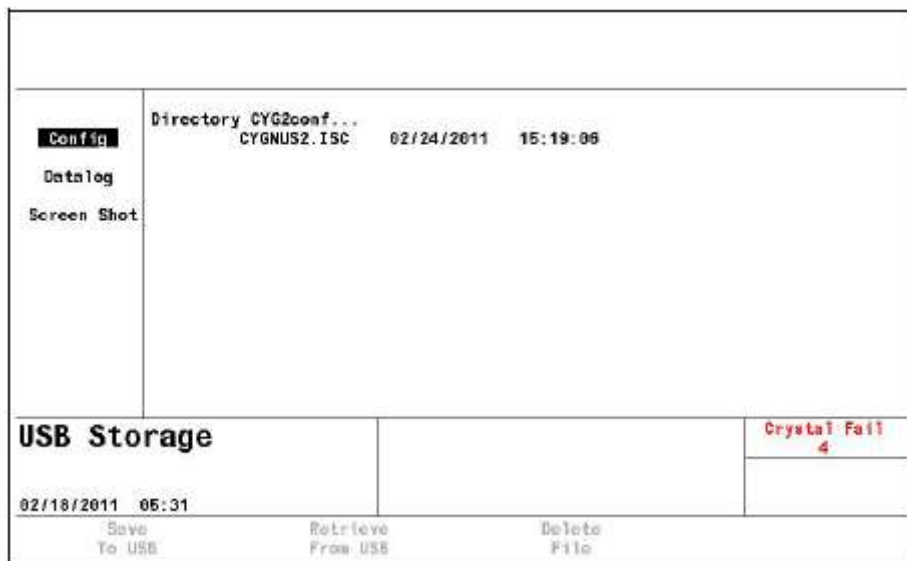 Directory CYG2conf...
Config
CYGNUS2.ISC 02/24/2011 15:19:06
Datalog
Screen Shot
USB Storage
Crystal Fail
4
02/18/2011 05:31
Save
To USB
Retrieve
From USB
Delete
File